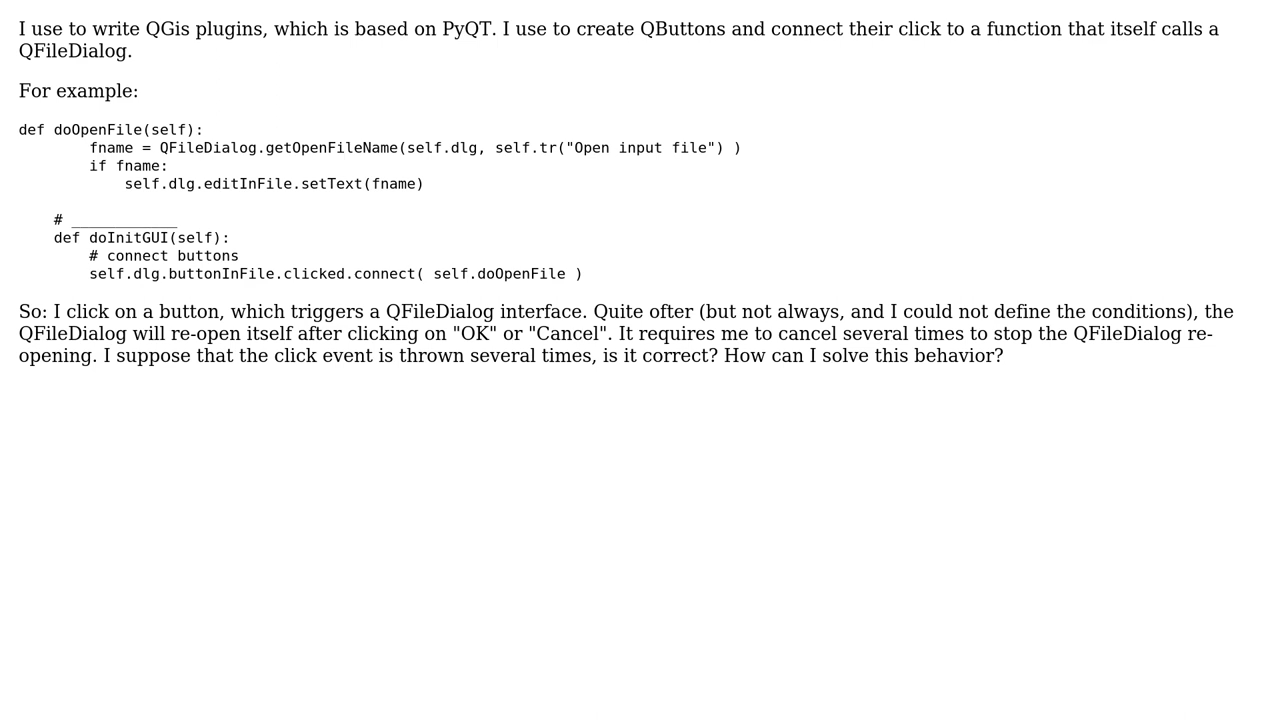 I use to write QGis plugins, which is based on PyQT. I use to create QButtons and connect their click to a function that itself calls a
QFileDialog.
For example:
def doOpenFile(self):
        fname = QFileDialog.getOpenFileName(self.dlg, self.tr("Open input file") )
        if fname:
            self.dlg.editInFile.setText(fname)
    # ____________
    def doInitGUI(self):
        # connect buttons
        self.dlg.buttonInFile.clicked.connect( self.doOpenFile )
So: I click on a button, which triggers a QFileDialog interface. Quite ofter (but not always, and I could not define the conditions), the
QFileDialog will re-open itself after clicking on "OK" or "Cancel". It requires me to cancel several times to stop the QFileDialog re-
opening. I suppose that the click event is thrown several times, is it correct? How can I solve this behavior?